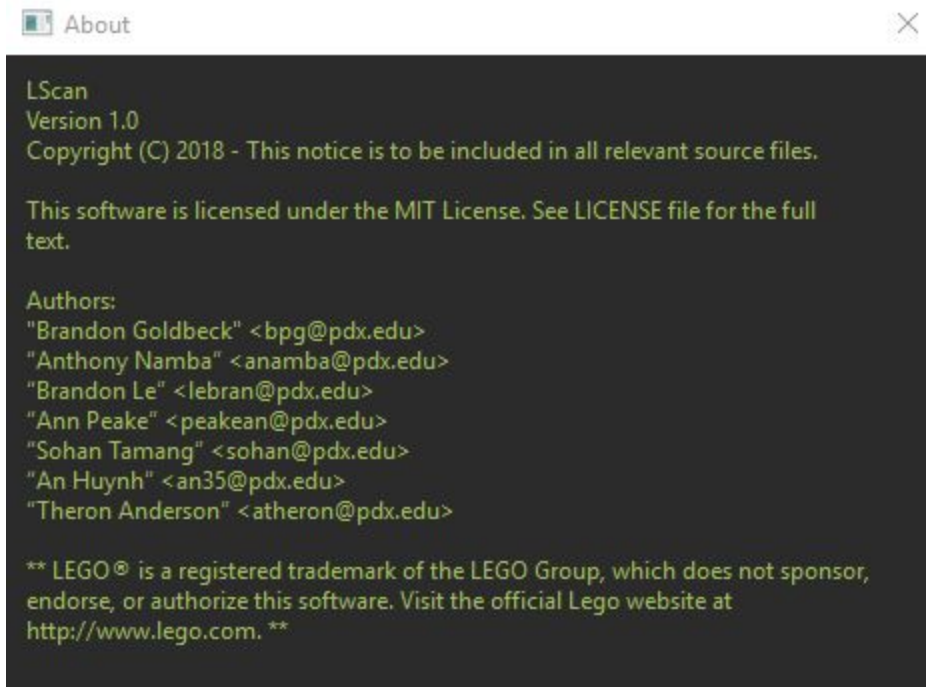 About
LScan
Version 1.0
Copyright (C) 2018 - This notice is to be included in all relevant source files.
This software is licensed under the MIT License. See LICENSE file for the full
text.
Authors:
"Brandon Goldbeck" <bpg@pdx.edu>
“Anthony Namba” <anamba@pdx.edu>
“Brandon Le” <lebran@pdx.edu>
“Ann Peake” <peakean@pdx.edu>
“Sohan Tamang” <sohan@pdx.edu>
“An Huynh” <an35@pdx.edu>
“Theron Anderson” <atheron@pdx.edu>
** LEGO® is a registered trademark of the LEGO Group, which does not sponsor,
endorse, or authorize this software. Visit the official Lego website at
http://www.lego.com. **